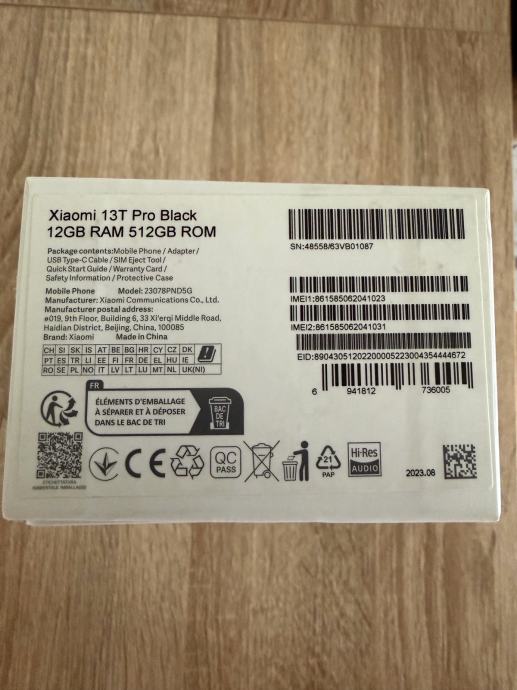 Xiaomi 13T Pro Black
12GB RAM 512GB ROM
Package contents:Mobile Phone / Adapter /
USB Type-C Cable / SIM Eject Tool /
Quick Start Guide / Warranty Card /
Safety Information / Protective Case
Mobile Phone Model: 23078PND5G
Manufacturer: Xiaomi Communications Co., Ltd.
Manufacturer postal address:
#019, 9th Floor, Building 6, 33 Xi'erqi Middle Road,
Haidian District, Beijing, China, 100085
Brand: Xiaomi Made in China
CH SI SK IS AT BE BG HR CY CZ DK
PT ES TR LI EE FI FR DE EL HU IE
RO SE PL NO IT LV LT LU MT NL UK(NI)
SN:48558/63VB01087
IMEI1:861585062041023
IMEI2:861585062041031
EID:89043051202200005223004354444672
6 941812 736005
FR
ÉLÉMENTS D'EMBALLAGE
À SÉPARER ET À DÉPOSER
DANS LE BAC DE TRI
BAC
DE
TRI
ETICHETTATURA
AMBIENTALE IMBALLAGGI
CE
QC
PASS
21
PAP
Hi-Res
AUDIO
2023.08